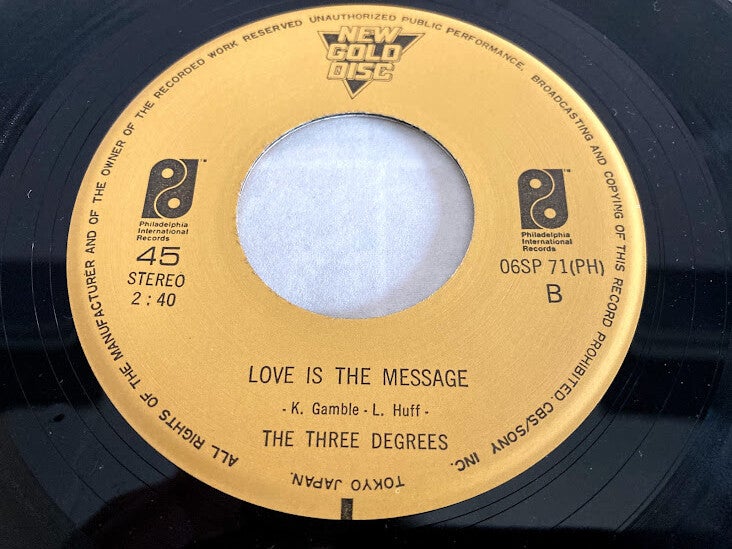 ALL RIGHTS OF THE MANUFACTURER AND OF THE OWNER OF THE RECORDED WORK RESERVED UNAUTHORIZED PUBLIC PERFORMANCE, BROADCASTING AND COPYING OF THIS RECORD PROHIBITED. CBS/SONY INC. TOKYO JAPAN.
NEW
GOLD
DISC
Philadelphia
International
Records
TM
45
STEREO
2:40
Philadelphia
International
Records
TM
06SP 71(PH)
B
LOVE IS THE MESSAGE
- K. Gamble - L. Huff -
THE THREE DEGREES